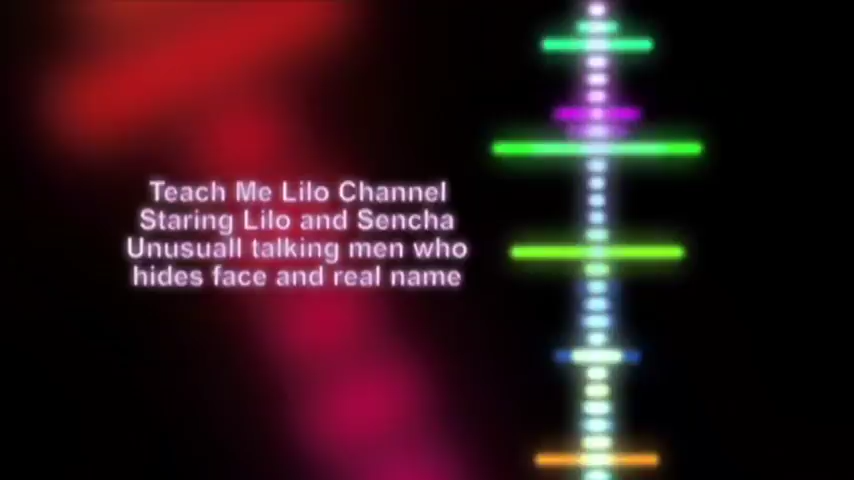 Teach Me Lilo Channel
Staring Lilo and Sencha
Unusuall talking men who
hides face and real name